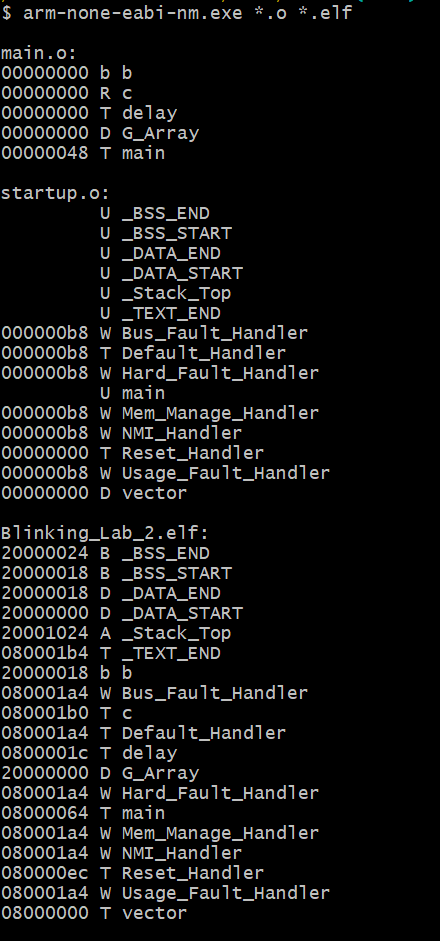 $ arm-none-eabi-nm.exe *.o *.elf
main.o:
00000000 b b
00000000 R c
00000000 T delay
00000000 D G_Array
00000048 T main
startup.o:
         U _BSS_END
         U _BSS_START
         U _DATA_END
         U _DATA_START
         U _Stack_Top
         U _TEXT_END
000000b8 W Bus_Fault_Handler
000000b8 T Default_Handler
000000b8 W Hard_Fault_Handler
         U main
000000b8 W Mem_Manage_Handler
000000b8 W NMI_Handler
00000000 T Reset_Handler
000000b8 W Usage_Fault_Handler
00000000 D vector
Blinking_Lab_2.elf:
20000024 B _BSS_END
20000018 B _BSS_START
20000018 D _DATA_END
20000000 D _DATA_START
20001024 A _Stack_Top
080001b4 T _TEXT_END
20000018 b b
080001a4 W Bus_Fault_Handler
080001b0 T c
080001a4 T Default_Handler
0800001c T delay
20000000 D G_Array
080001a4 W Hard_Fault_Handler
08000064 T main
080001a4 W Mem_Manage_Handler
080001a4 W NMI_Handler
080000ec T Reset_Handler
080001a4 W Usage_Fault_Handler
08000000 T vector